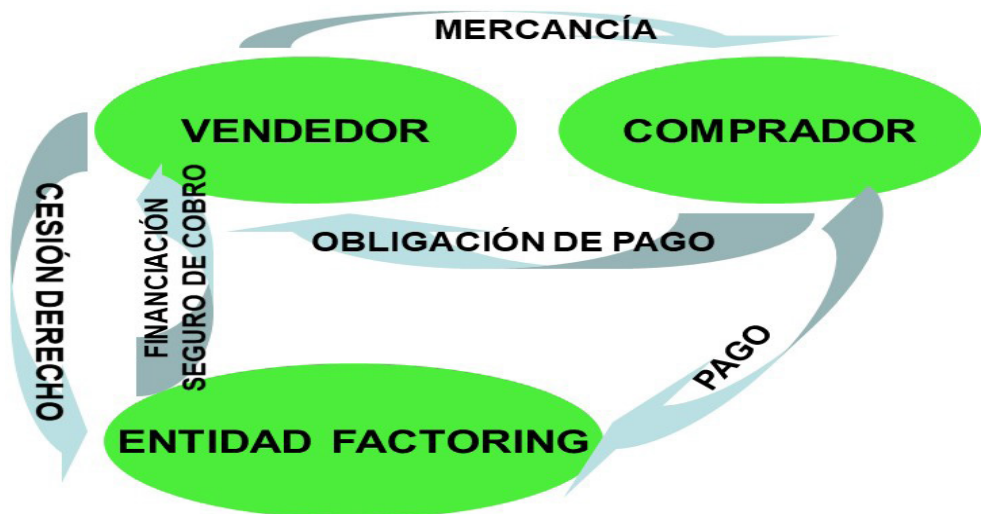 MERCANCÍA
VENDEDOR
COMPRADOR
CESIÓN DERECHO
FINANCIACIÓN
SEGURO DE COBRO
OBLIGACIÓN DE PAGO
PAGO
ENTIDAD FACTORING